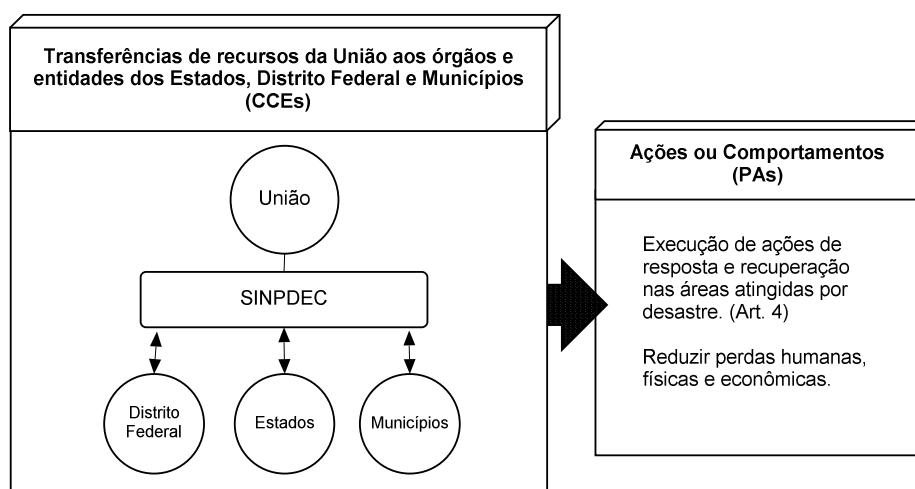 Transferências de recursos da União aos órgãos e
entidades dos Estados, Distrito Federal e Municípios
(CCEs)
União
SINPDEC
Distrito
Federal
Estados
Municípios
Ações ou Comportamentos
(PAs)
Execução de ações de
resposta e recuperação
nas áreas atingidas por
desastre. (Art. 4)
Reduzir perdas humanas,
físicas e econômicas.